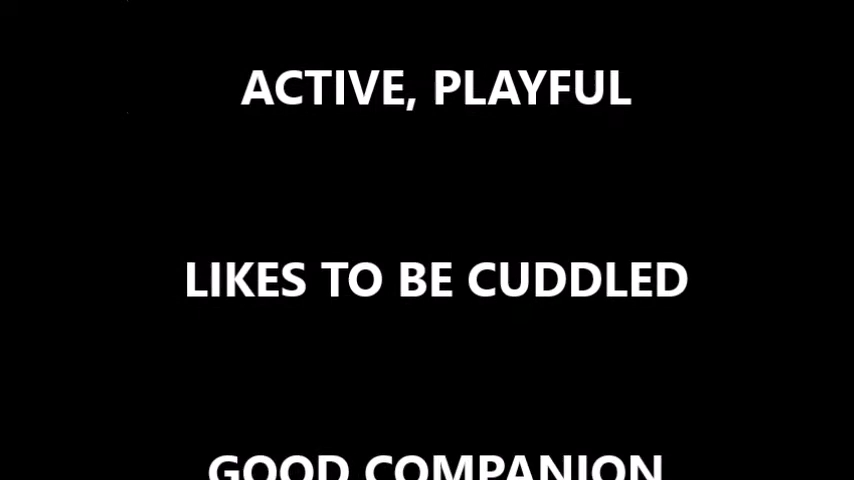 ACTIVE, PLAYFUL
LIKES TO BE CUDDLED
GOOD COMPANION